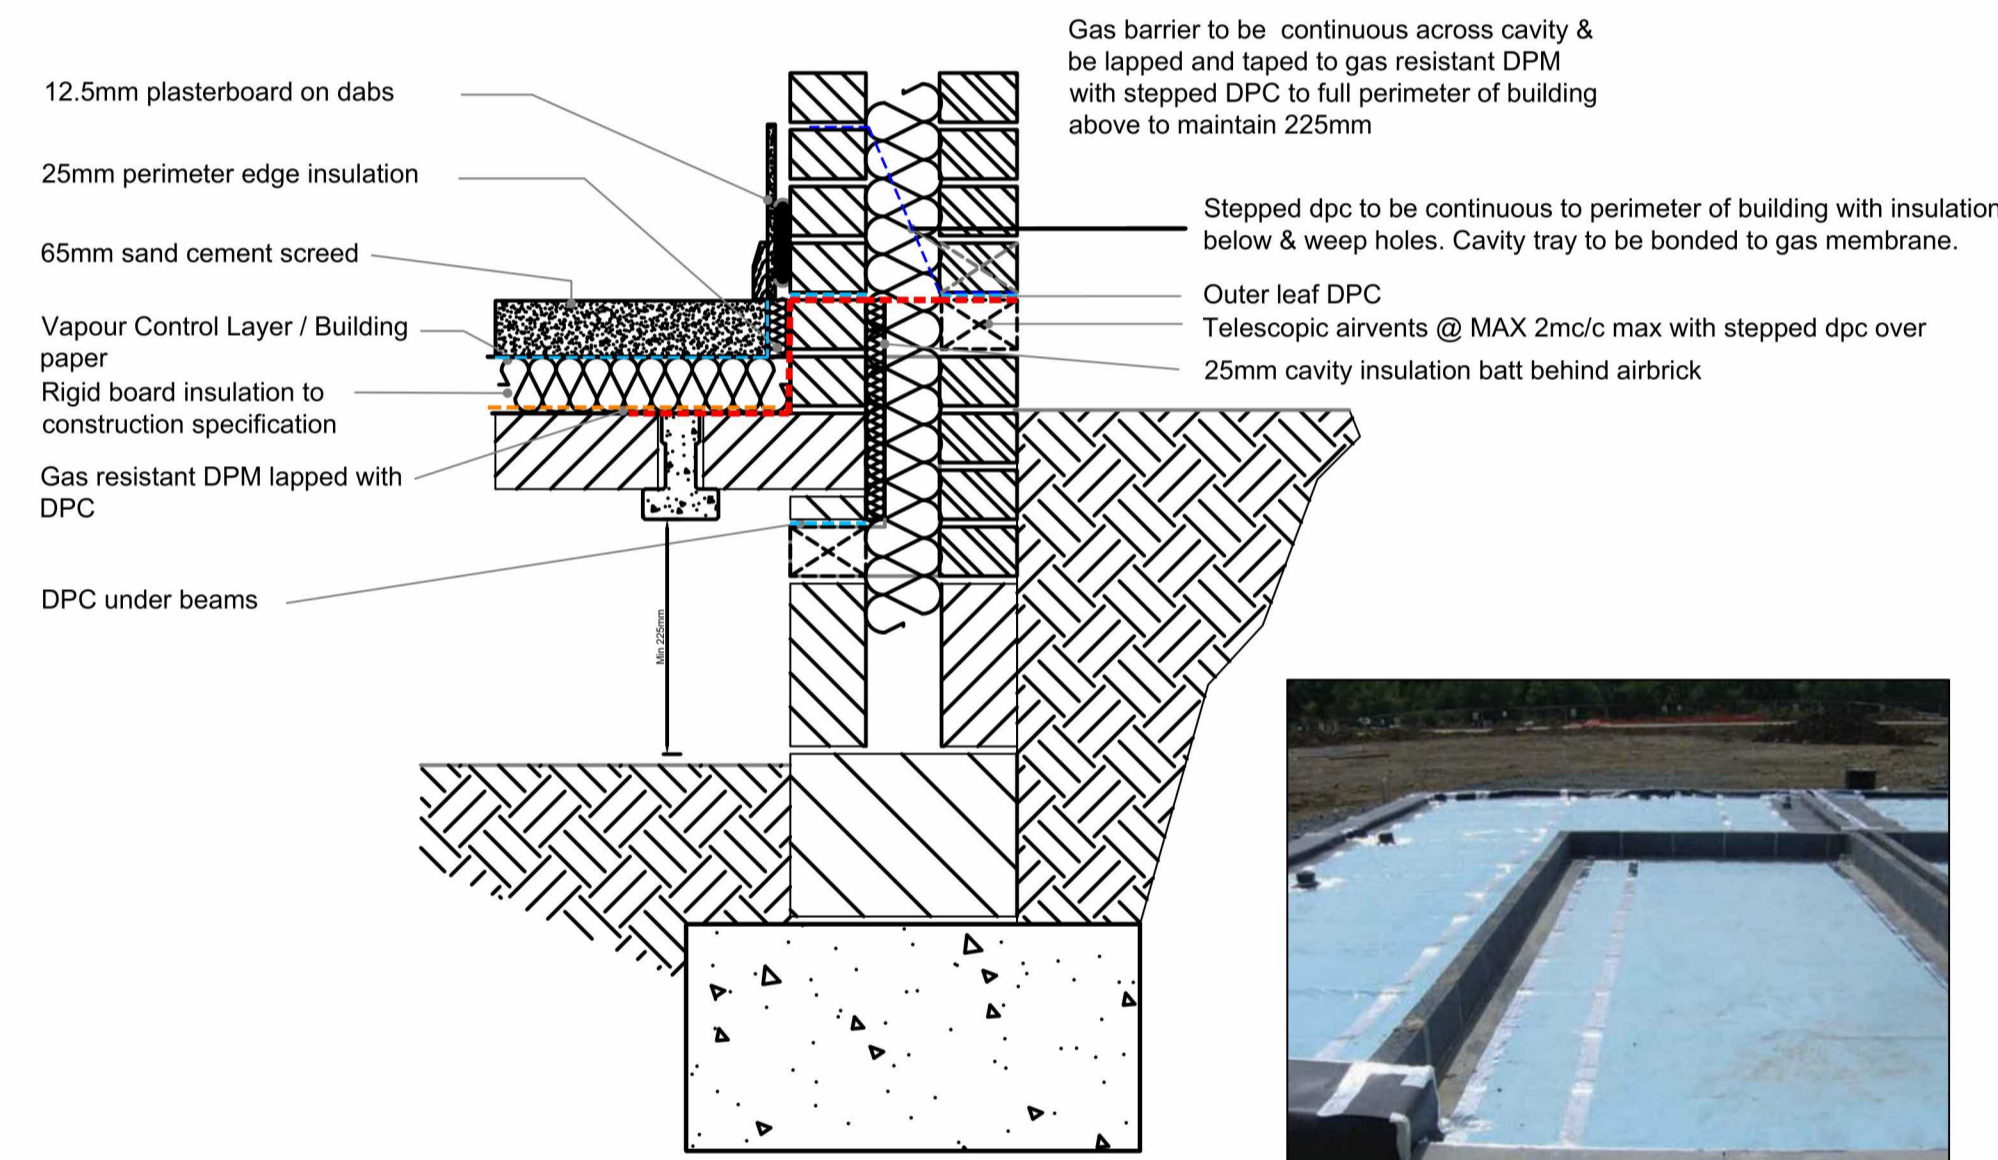 Gas barrier to be continuous across cavity &
be lapped and taped to gas resistant DPM
with stepped DPC to full perimeter of building
above to maintain 225mm
12.5mm plasterboard on dabs
25mm perimeter edge insulation
65mm sand cement screed
Vapour Control Layer / Building
paper
Rigid board insulation to
construction specification
Gas resistant DPM lapped with
DPC
DPC under beams
Min 225mm
Stepped dpc to be continuous to perimeter of building with insulation
below & weep holes. Cavity tray to be bonded to gas membrane.
Outer leaf DPC
Telescopic airvents @ MAX 2mc/c max with stepped dpc over
25mm cavity insulation batt behind airbrick